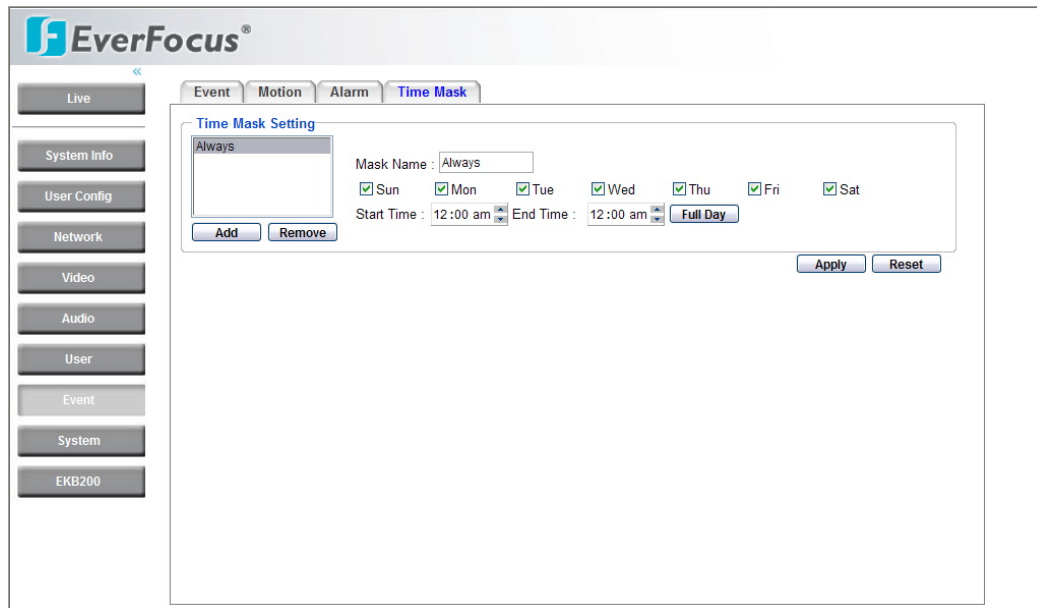 EverFocus®
«
Live
System Info
User Config
Network
Video
Audio
User
Event
System
EKB200
Event Motion Alarm Time Mask
Time Mask Setting
Always
Add Remove
Mask Name : Always
Sun Mon Tue Wed Thu Fri Sat
Start Time : 12:00 am End Time : 12:00 am Full Day
Apply Reset